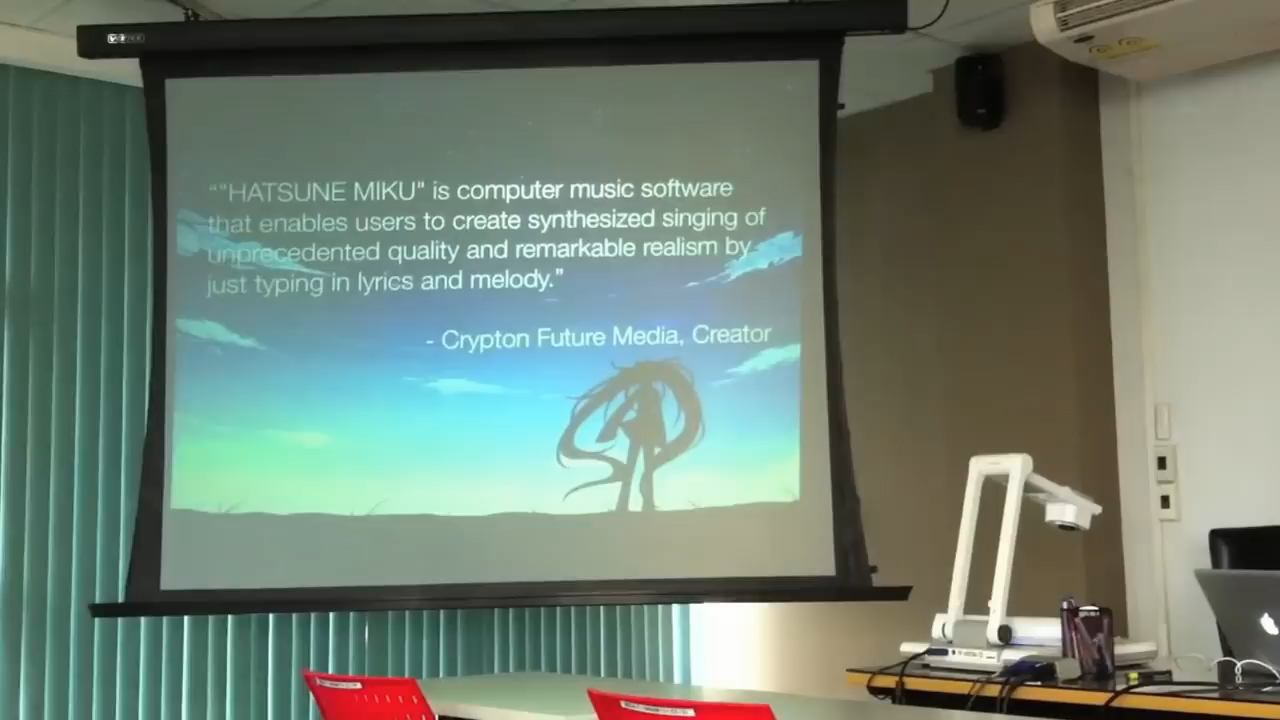 “"HATSUNE MIKU" is computer music software
that enables users to create synthesized singing of
unprecedented quality and remarkable realism by
just typing in lyrics and melody.”
- Crypton Future Media, Creator